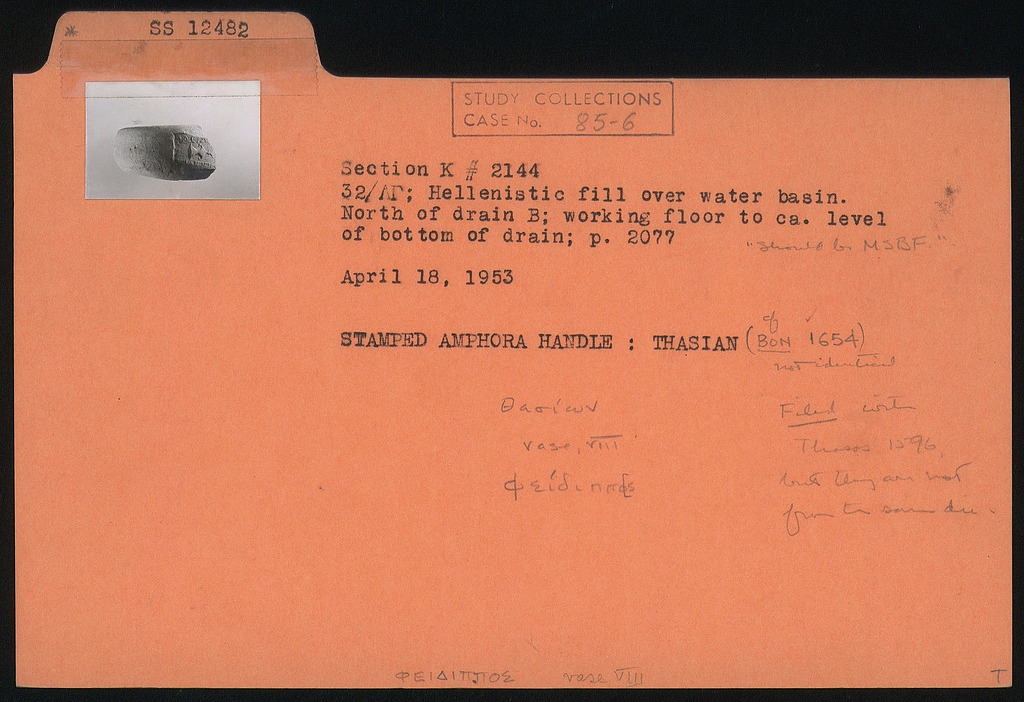 * SS 12482
STUDY COLLECTIONS
CASE No. 85-6
Section K # 2144
32/ΛΓ; Hellenistic fill over water basin.
North of drain B; working floor to ca. level
of bottom of drain; p. 2077
"should be MSBF."
April 18, 1953
STAMPED AMPHORA HANDLE : THASIAN (cf BON 1654)
not identical
Θασίων
vase, VIII
Φείδιππος
Filed with
Thasos 1596,
but they are not
from the same die.
ΦΕΙΔΙΠΠΟΣ vase VIII
T